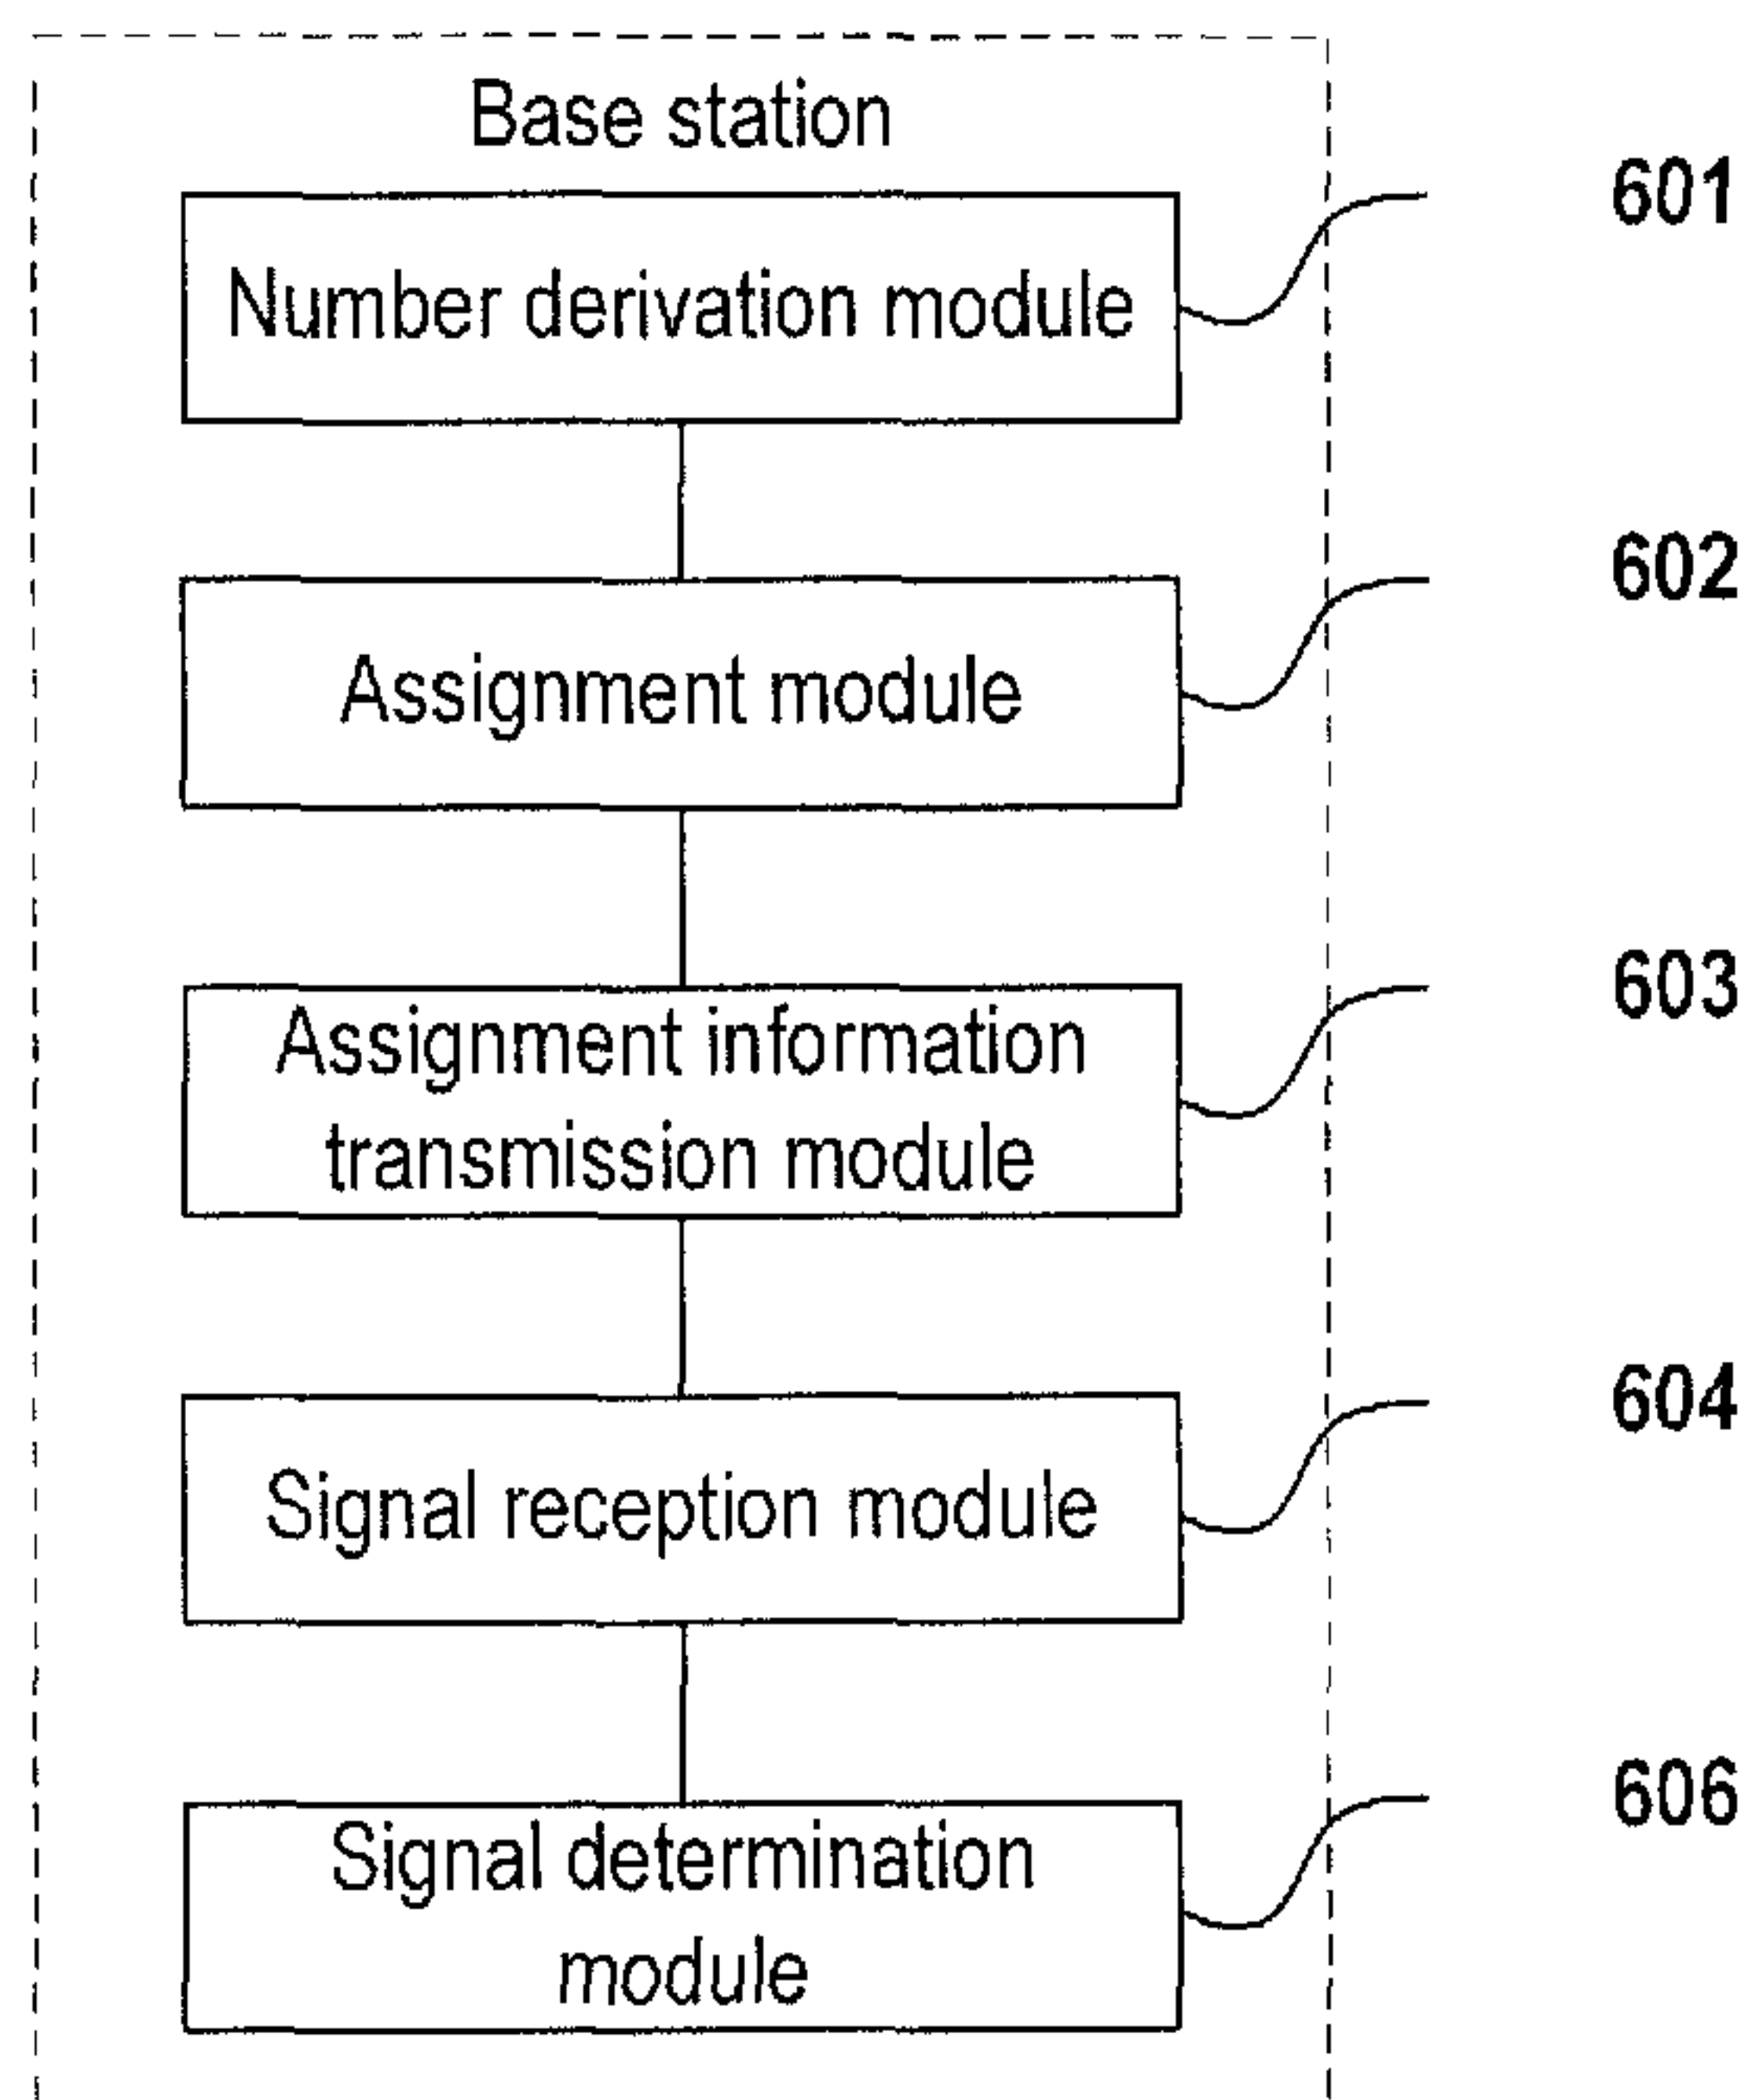 Base station
601
Number derivation module
602
Assignment module
603
Assignment information
transmission module
604
Signal reception module
606
Signal determination
module